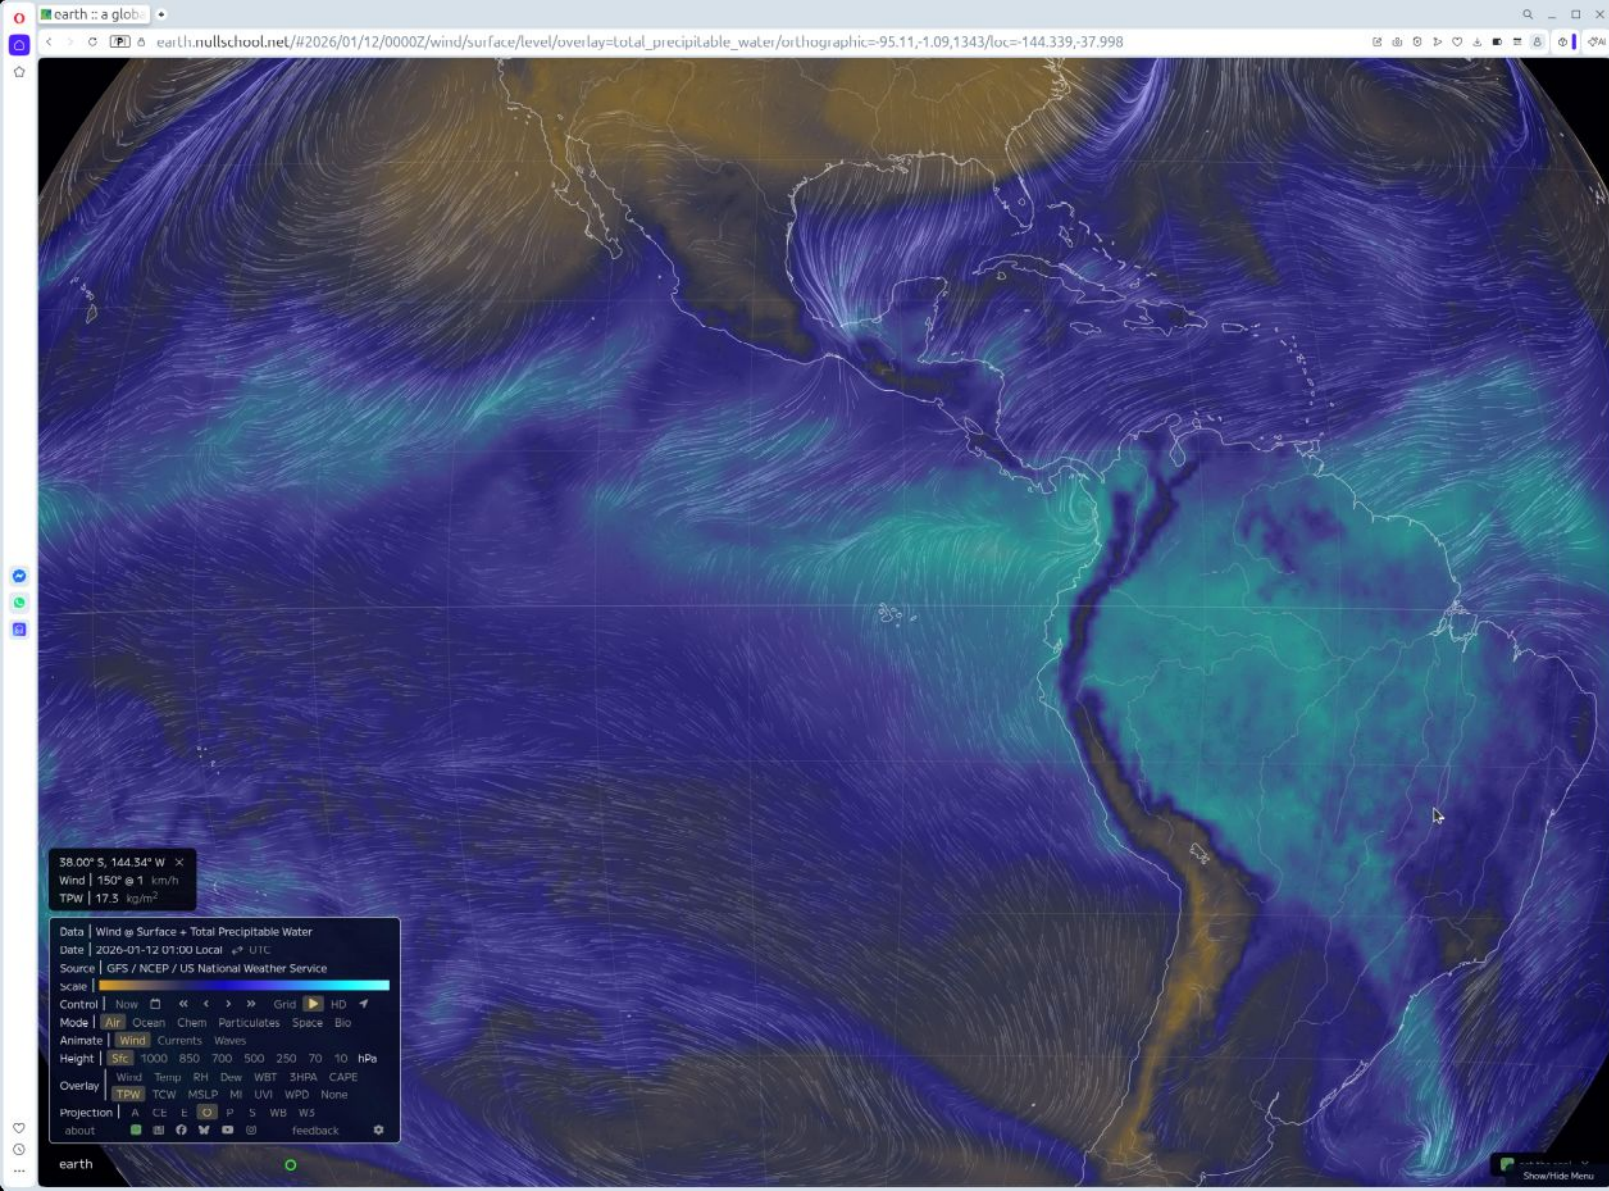 earth :: a globa
earth.nullschool.net/#2026/01/12/0000Z/wind/surface/level/overlay=total_precipitable_water/orthographic=-95.11,-1.09,1343/loc=-144.339,-37.998
AI
38.00° S, 144.34° W ×
Wind | 150° @ 1 km/h
TPW | 17.3 kg/m²
Data | Wind @ Surface + Total Precipitable Water
Date | 2026-01-12 01:00 Local ⇄ UTC
Source | GFS / NCEP / US National Weather Service
Scale |
Control | Now « ‹ › » Grid HD
Mode | Air Ocean Chem Particulates Space Bio
Animate | Wind Currents Waves
Height | Sfc 1000 850 700 500 250 70 10 hPa
Overlay | Wind Temp RH Dew WBT 3HPA CAPE
TPW TCW MSLP MI UVI WPD None
Projection | A CE E O P S WB W3
about feedback
earth
Show/Hide Menu